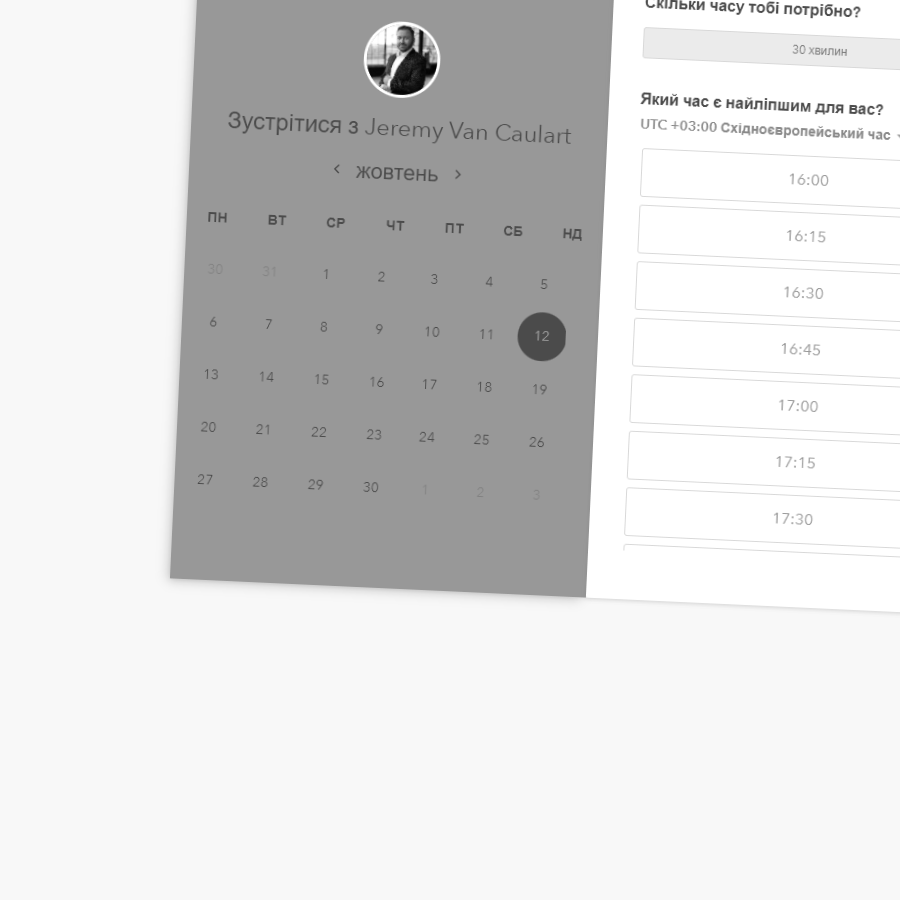 Зустрітися з Jeremy Van Caulart
< жовтень >
ПН ВТ СР ЧТ ПТ СБ НД
30 31 1 2 3 4 5
6 7 8 9 10 11 12
13 14 15 16 17 18 19
20 21 22 23 24 25 26
27 28 29 30 1 2 3
Скільки часу тобі потрібно?
30 хвилин
Який час є найліпшим для вас?
UTC +03:00 Східноєвропейський час
16:00
16:15
16:30
16:45
17:00
17:15
17:30